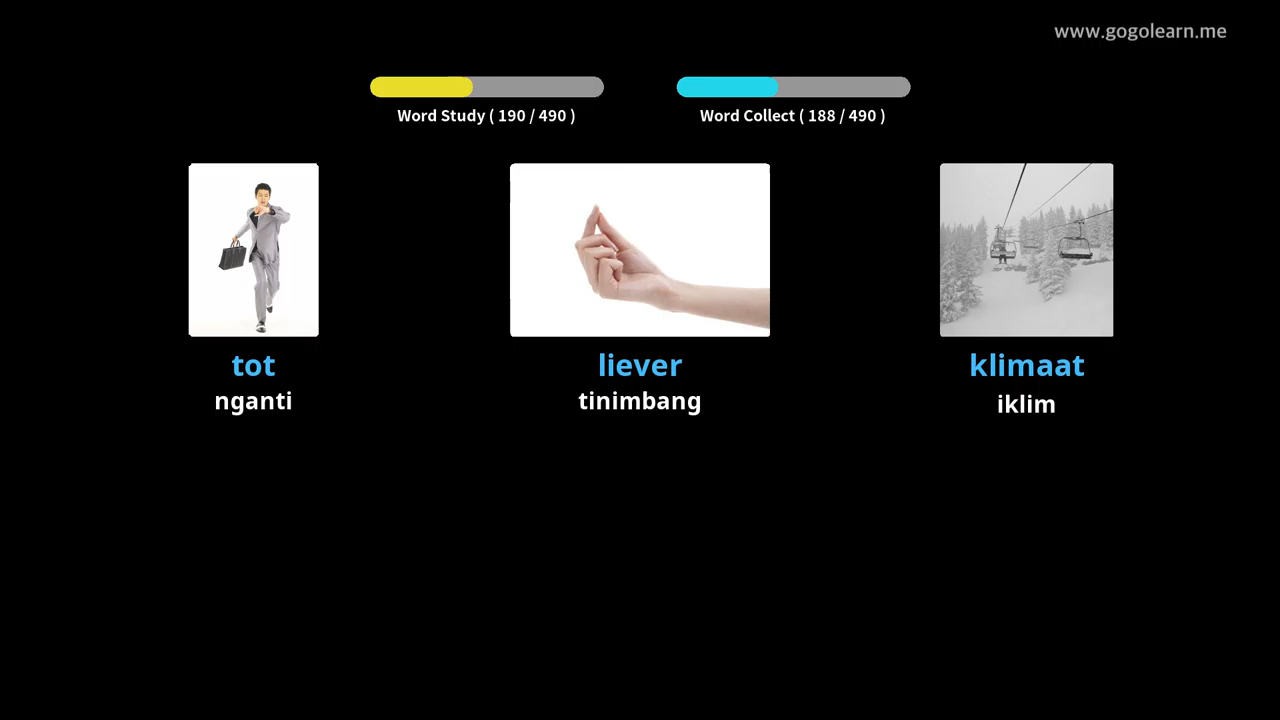 www.gogolearn.me
Word Study ( 190 / 490 )
Word Collect ( 188 / 490 )
tot
nganti
liever
tinimbang
klimaat
iklim